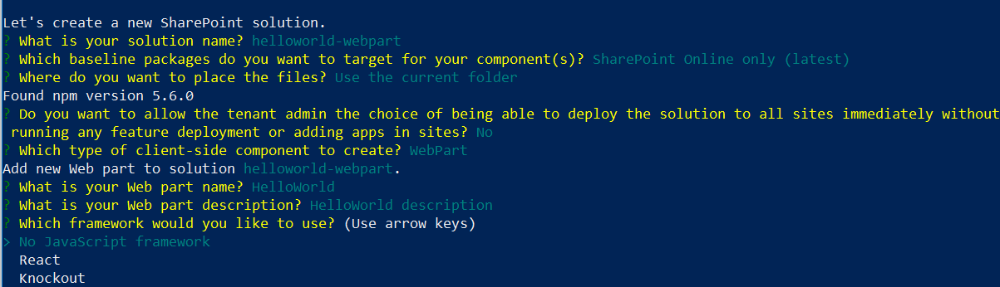 Let's create a new SharePoint solution.
? What is your solution name? helloworld-webpart
? Which baseline packages do you want to target for your component(s)? SharePoint Online only (latest)
? Where do you want to place the files? Use the current folder
Found npm version 5.6.0
? Do you want to allow the tenant admin the choice of being able to deploy the solution to all sites immediately without
running any feature deployment or adding apps in sites? No
? Which type of client-side component to create? WebPart
Add new Web part to solution helloworld-webpart.
? What is your Web part name? HelloWorld
? What is your Web part description? HelloWorld description
? Which framework would you like to use? (Use arrow keys)
> No JavaScript framework
React
Knockout